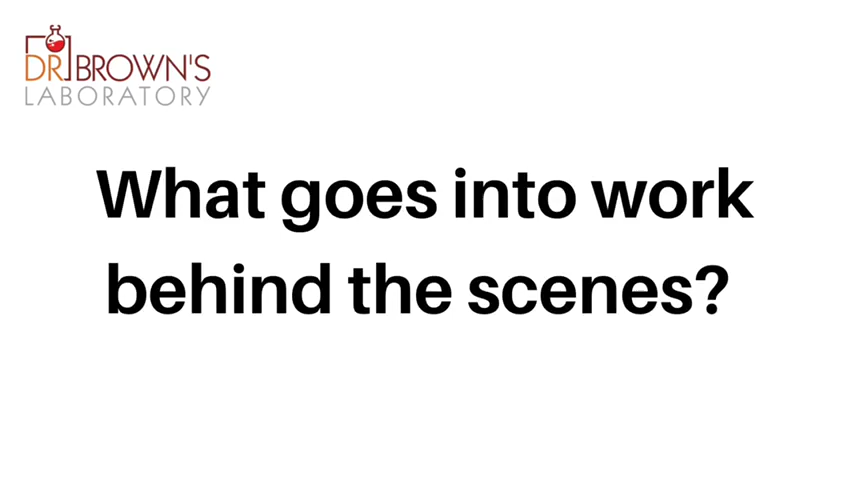 DR BROWN'S
LABORATORY
What goes into work
behind the scenes?